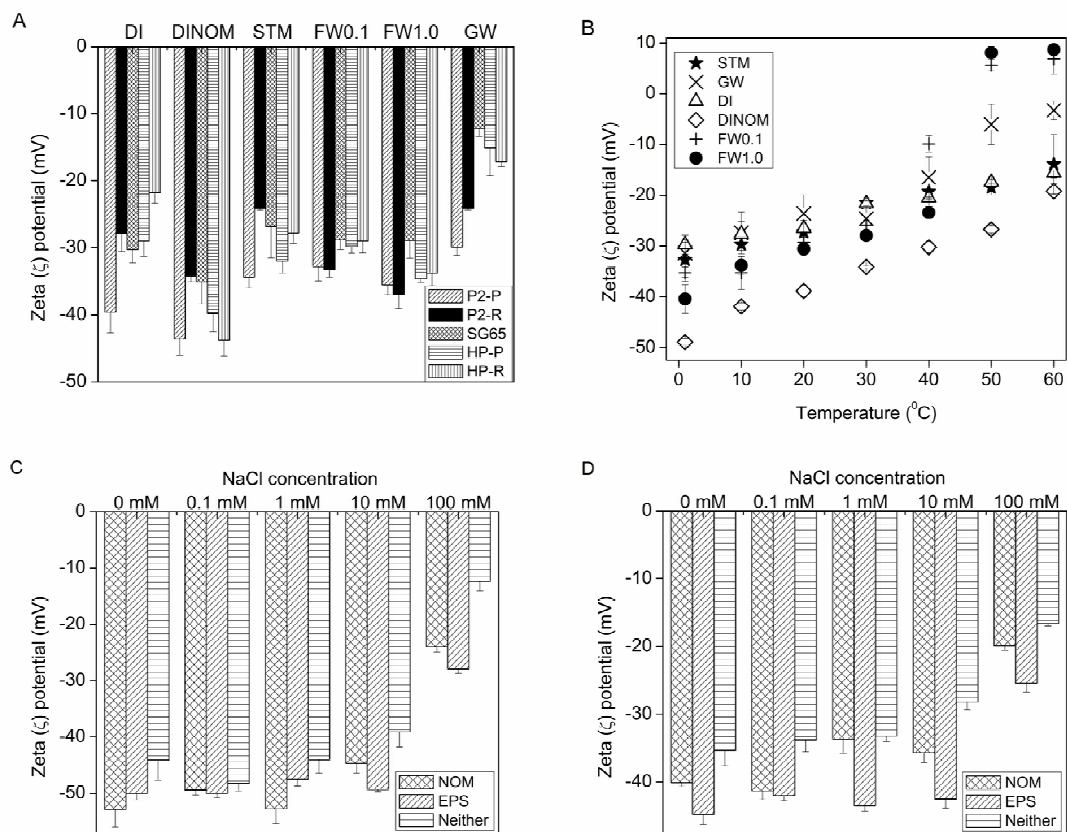 A
DI DINOM STM FW0.1 FW1.0 GW
0
-10
-20
-30
-40
-50
Zeta (ζ) potential (mV)
P2-P
P2-R
SG65
HP-P
HP-R
B
10
0
-10
-20
-30
-40
-50
Zeta (ζ) potential (mV)
STM
GW
DI
DINOM
FW0.1
FW1.0
0 10 20 30 40 50 60
Temperature (⁰C)
C
NaCl concentration
0 mM 0.1 mM 1 mM 10 mM 100 mM
0
-10
-20
-30
-40
-50
Zeta (ζ) potential (mV)
NOM
EPS
Neither
D
NaCl concentration
0 mM 0.1 mM 1 mM 10 mM 100 mM
0
-10
-20
-30
-40
Zeta (ζ) potential (mV)
NOM
EPS
Neither